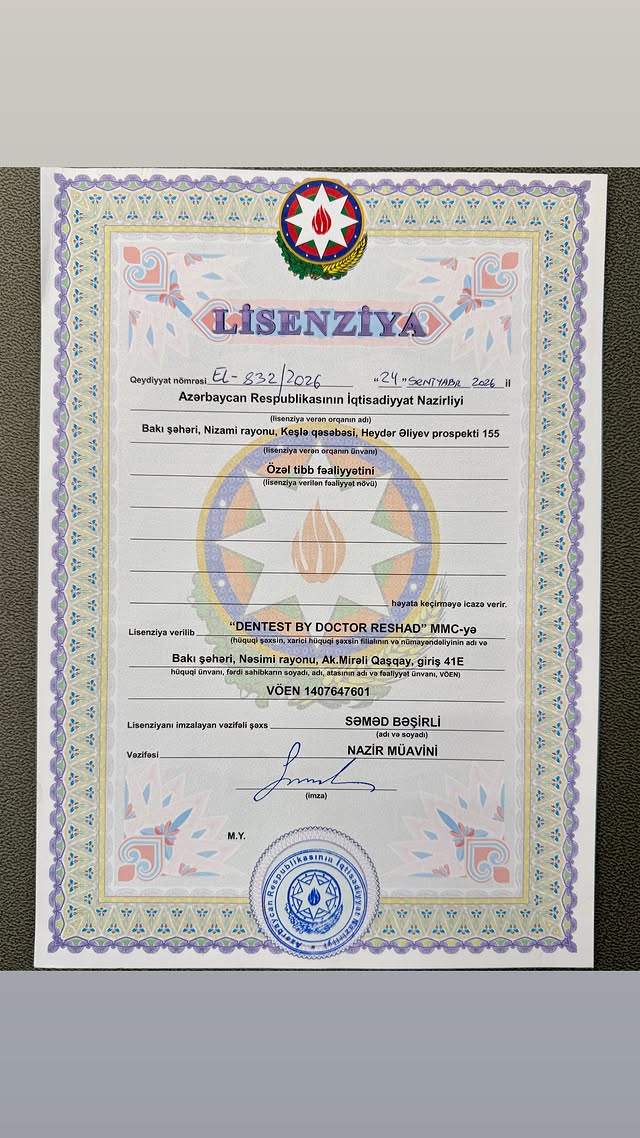 LİSENZİYA
Qeydiyyat nömrəsi EL-832/2026 "24" SENTYABR 2026 il
Azərbaycan Respublikasının İqtisadiyyat Nazirliyi
(lisenziya verən orqanın adı)
Bakı şəhəri, Nizami rayonu, Keşlə qəsəbəsi, Heydər Əliyev prospekti 155
(lisenziya verən orqanın ünvanı)
Özəl tibb fəaliyyətini
(lisenziya verilən fəaliyyət növü)
həyata keçirməyə icazə verir.
Lisenziya verilib "DENTEST BY DOCTOR RESHAD" MMC-yə
(hüquqi şəxsin, xarici hüquqi şəxsin filialının və nümayəndəliyinin adı və
Bakı şəhəri, Nəsimi rayonu, Ak.Mirəli Qaşqay, giriş 41E
hüquqi ünvanı, fərdi sahibkarın soyadı, adı, atasının adı və fəaliyyət ünvanı, VÖEN)
VÖEN 1407647601
Lisenziyanı imzalayan vəzifəli şəxs SƏMƏD BƏŞİRLİ
(adı və soyadı)
Vəzifəsi NAZİR MÜAVİNİ
(imza)
M.Y.
Azərbaycan Respublikasının İqtisadiyyat Nazirliyi